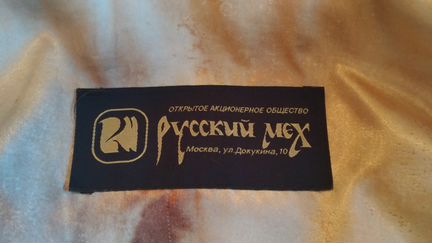 ОТКРЫТОЕ АКЦИОНЕРНОЕ ОБЩЕСТВО
РУССКИЙ МЕХ
Москва, ул.Докукина, 10